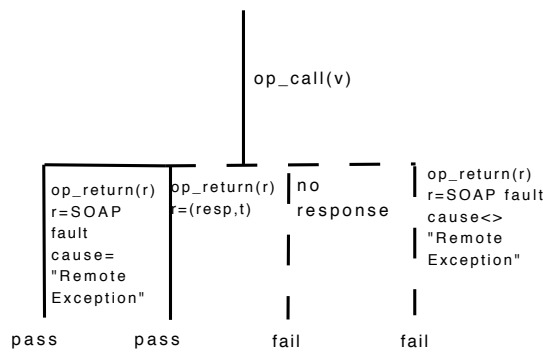 op_call(v)
op_return(r)
r=SOAP
fault
cause=
"Remote
Exception"
op_return(r)
r=(resp,t)
no
response
op_return(r)
r=SOAP fault
cause<>
"Remote
Exception"
pass
pass
fail
fail